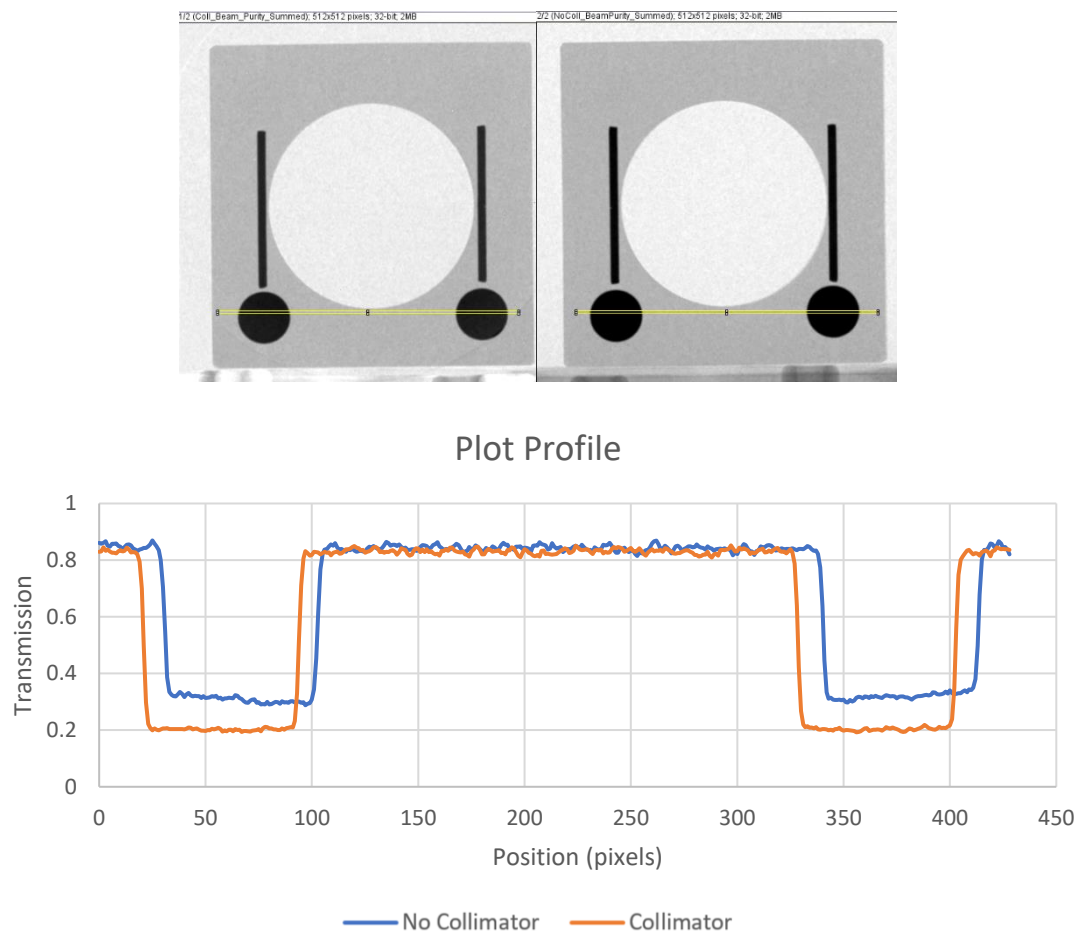 1/2 (Coll_Beam_Purity_Summed); 512x512 pixels; 32-bit; 2MB
2/2 (NoColl_BeamPurity_Summed); 512x512 pixels; 32-bit; 2MB
Plot Profile
1
0.8
0.6
0.4
0.2
0
Transmission
0 50 100 150 200 250 300 350 400 450
Position (pixels)
No Collimator Collimator